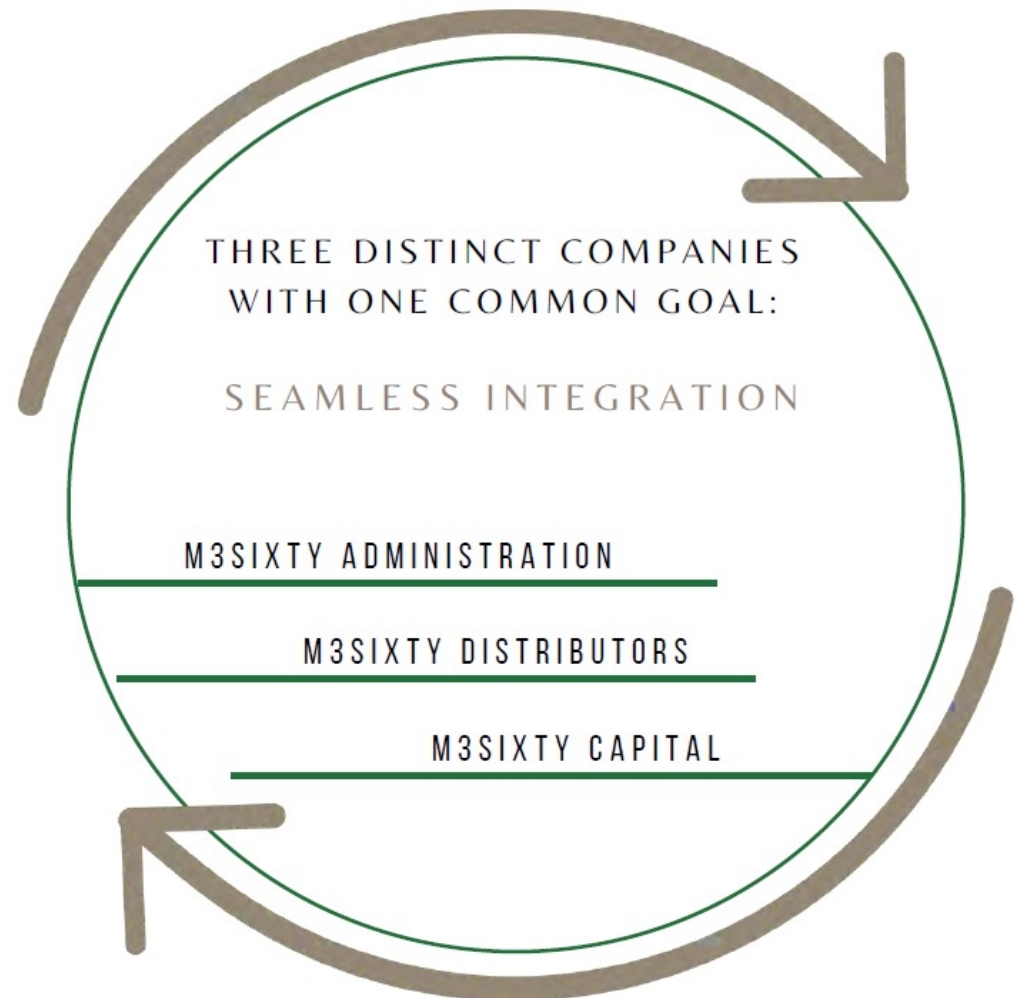 THREE DISTINCT COMPANIES
WITH ONE COMMON GOAL:
SEAMLESS INTEGRATION
M3SIXTY ADMINISTRATION
M3SIXTY DISTRIBUTORS
M3SIXTY CAPITAL